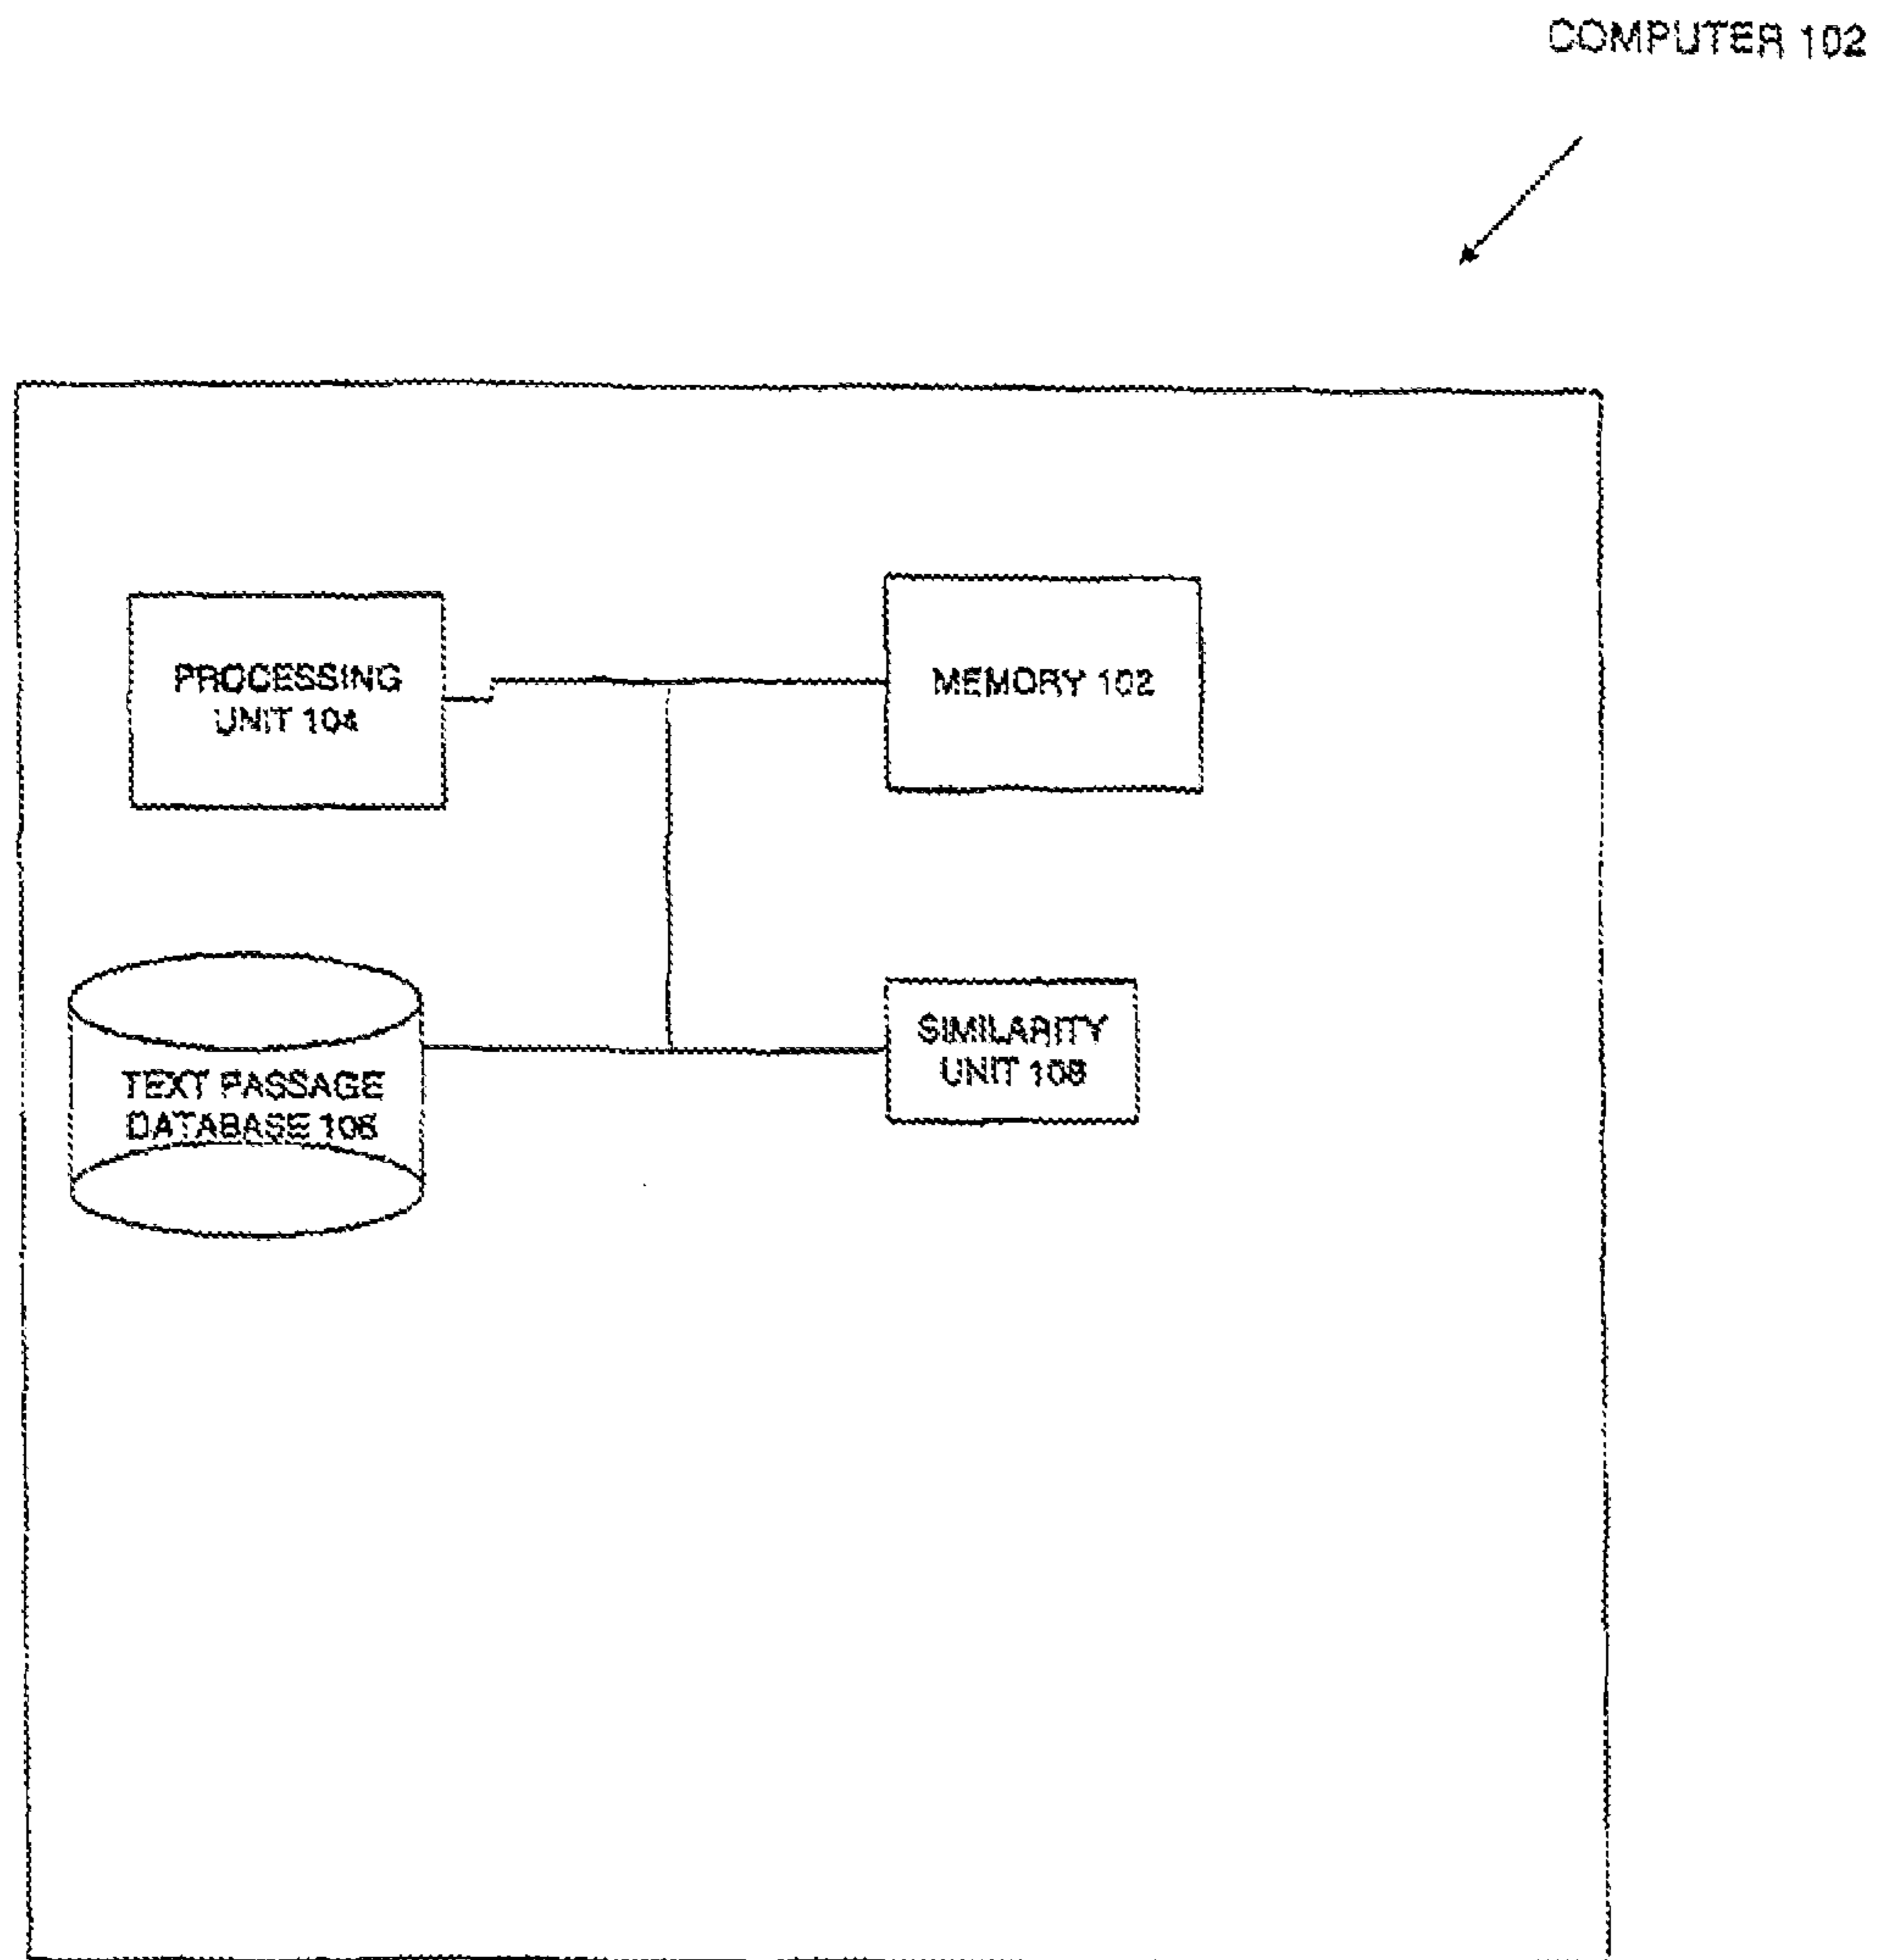 COMPUTER 102
PROCESSING
UNIT 104
MEMORY 102
TEXT PASSAGE
DATABASE 106
SIMILARITY
UNIT 108